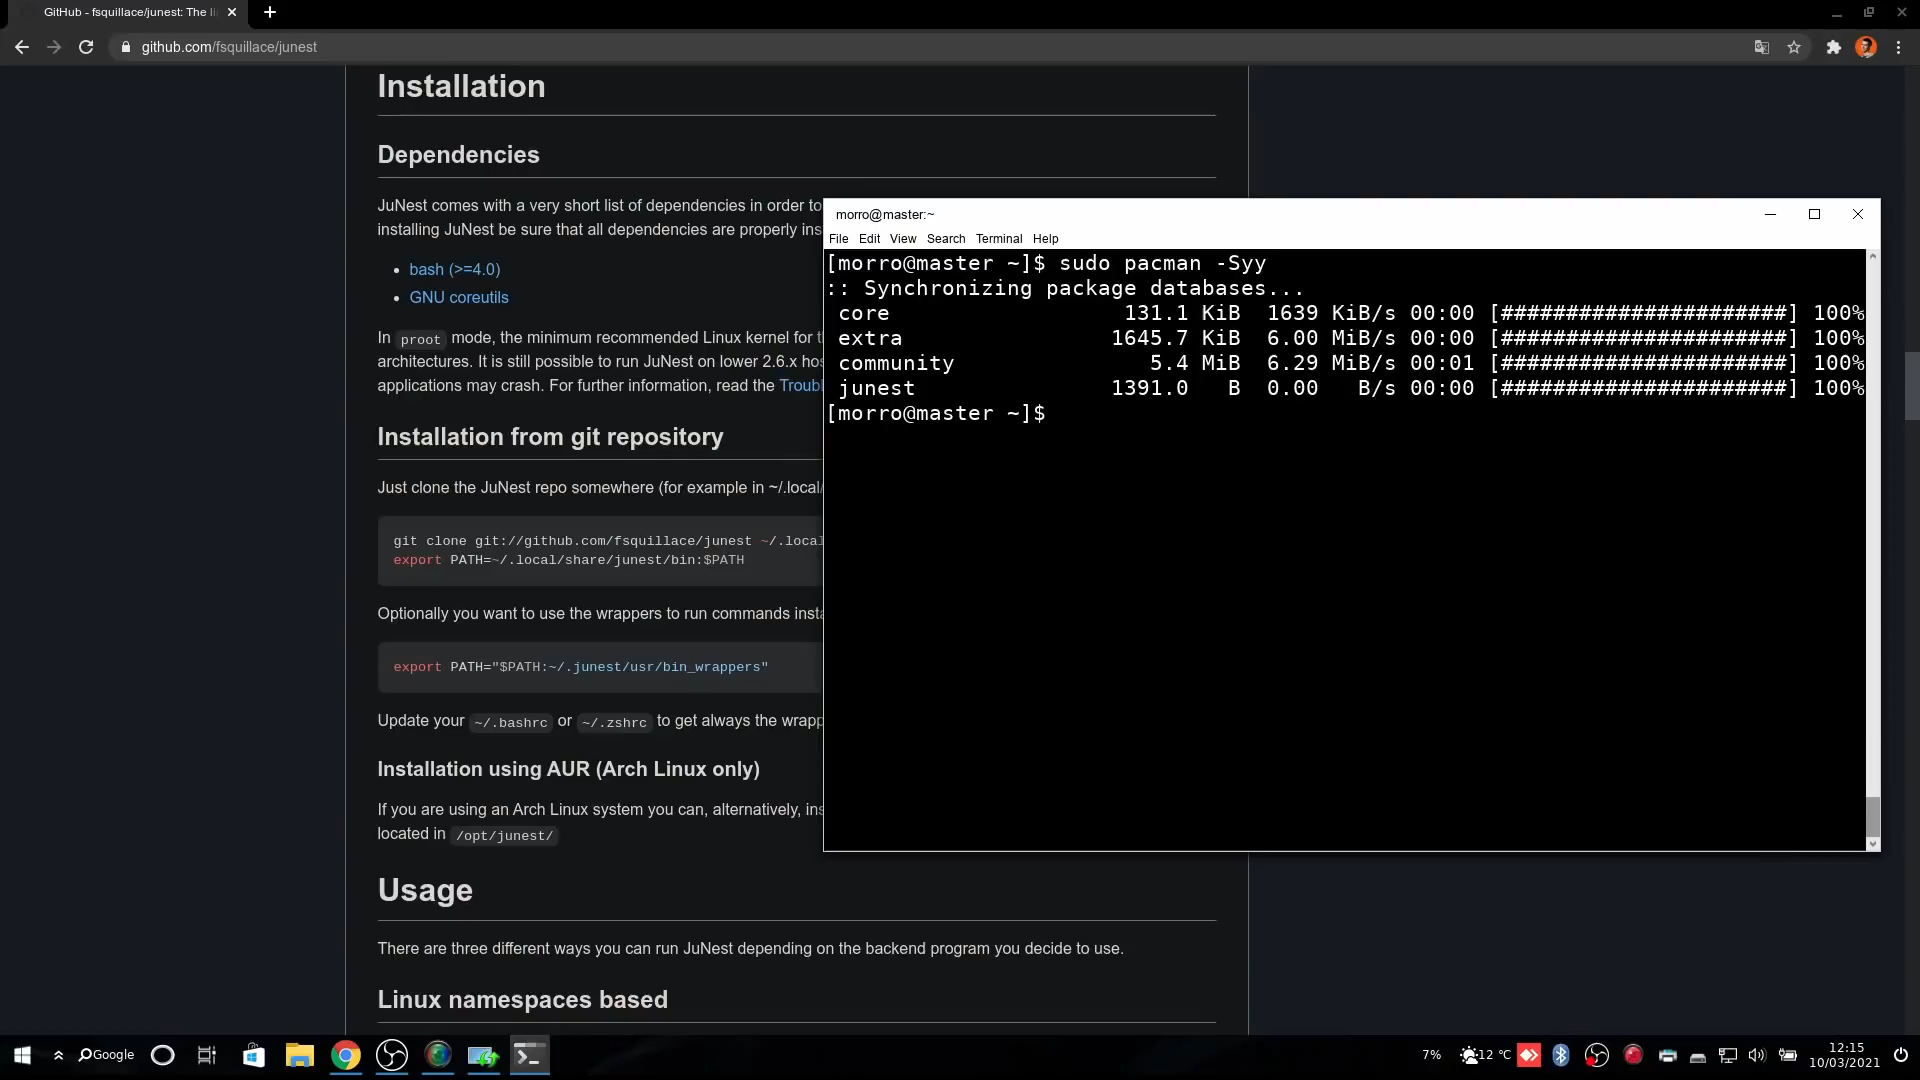 GitHub - fsquillace/junest: The li
github.com/fsquillace/junest
Installation
Dependencies
JuNest comes with a very short list of dependencies in order to
installing JuNest be sure that all dependencies are properly ins
bash (>=4.0)
GNU coreutils
In proot mode, the minimum recommended Linux kernel for t
architectures. It is still possible to run JuNest on lower 2.6.x hos
applications may crash. For further information, read the Troubl
Installation from git repository
Just clone the JuNest repo somewhere (for example in ~/.local/
git clone git://github.com/fsquillace/junest ~/.local
export PATH=~/.local/share/junest/bin:$PATH
Optionally you want to use the wrappers to run commands insta
export PATH="$PATH:~/.junest/usr/bin_wrappers"
Update your ~/.bashrc or ~/.zshrc to get always the wrapp
Installation using AUR (Arch Linux only)
If you are using an Arch Linux system you can, alternatively, ins
located in /opt/junest/
Usage
There are three different ways you can run JuNest depending on the backend program you decide to use.
Linux namespaces based
morro@master:~
File Edit View Search Terminal Help
[morro@master ~]$ sudo pacman -Syy
:: Synchronizing package databases...
core 131.1 KiB 1639 KiB/s 00:00 [######################] 100%
extra 1645.7 KiB 6.00 MiB/s 00:00 [######################] 100%
community 5.4 MiB 6.29 MiB/s 00:01 [######################] 100%
junest 1391.0 B 0.00 B/s 00:00 [######################] 100%
[morro@master ~]$
Google
7%
12 °C
12:15
10/03/2021